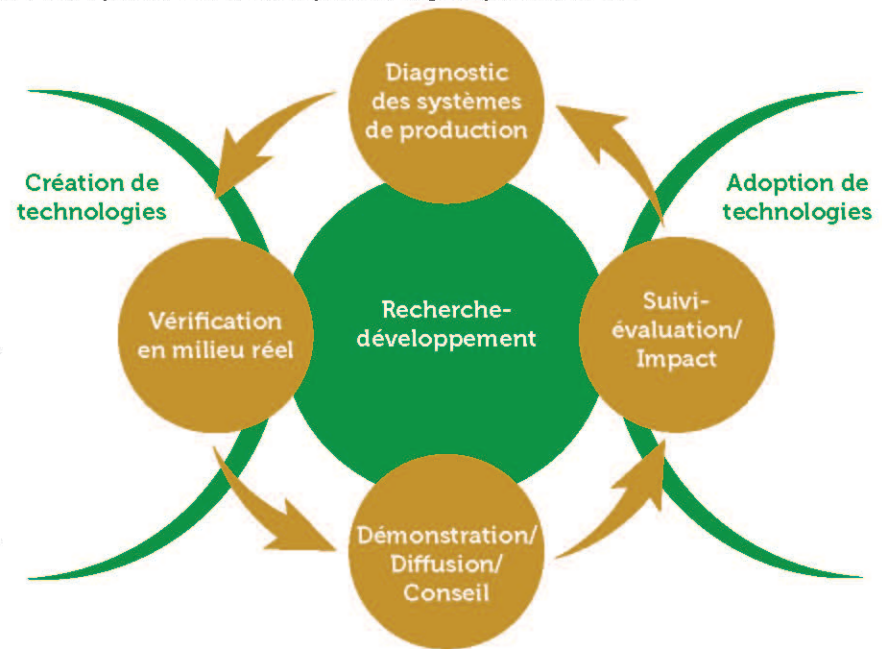 Diagnostic
des systèmes
de production
Création de
technologies
Adoption de
technologies
Vérification
en milieu réel
Recherche-
développement
Suivi-
évaluation/
Impact
Démonstration/
Diffusion/
Conseil